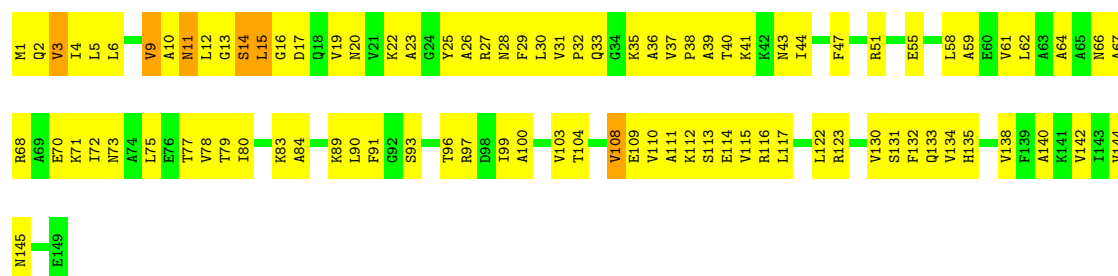 M1 Q2 V3 I4 L5 L6 V9 A10 N11 L12 G13 S14 L15 G16 D17 Q18 V19 N20 V21 K22 A23 G24 Y25 A26 R27 N28 F29 L30 V31 P32 Q33 G34 K35 A36 V37 P38 A39 T40 K41 K42 N43 I44 F47 R51 E55 L58 A59 E60 V61 L62 A63 A64 A65 N66 A67
R68 A69 E70 K71 I72 N73 A74 L75 E76 T77 V78 T79 I80 K83 A84 K89 L90 F91 G92 S93 T96 R97 D98 I99 A100 V103 T104 V108 E109 V110 A111 K112 S113 E114 V115 R116 L117 L122 R123 V130 S131 F132 Q133 V134 H135 V138 F139 A140 K141 V142 I143 V144
N145 E149